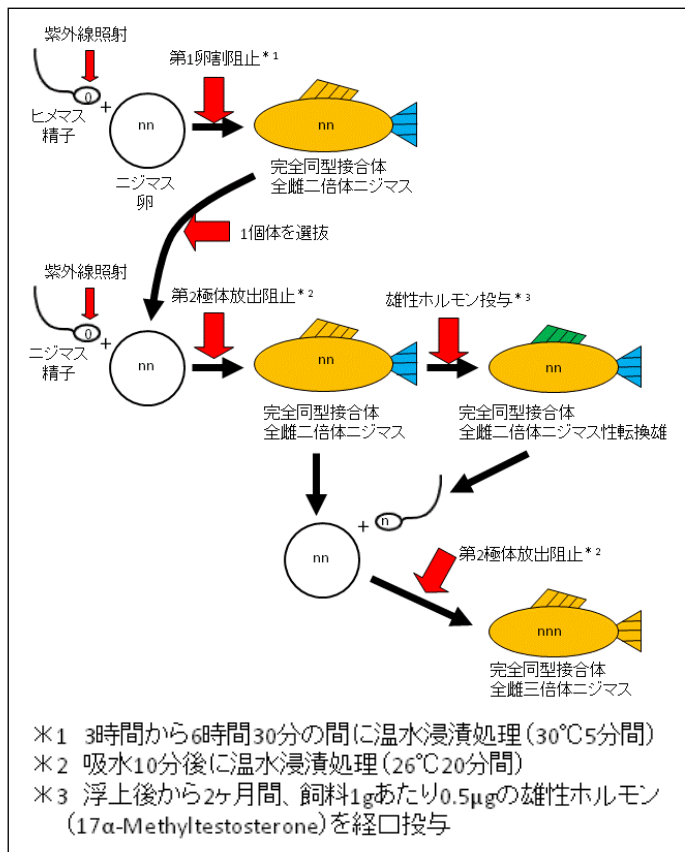 紫外線照射
第1卵割阻止*1
0
+
nn
nn
ヒメマス
精子
ニジマス
卵
完全同型接合体
全雌二倍体ニジマス
1個体を選抜
紫外線照射
第2極体放出阻止*2
雄性ホルモン投与*3
0
+
nn
nn
nn
ニジマス
精子
完全同型接合体
全雌二倍体ニジマス
完全同型接合体
全雌二倍体ニジマス性転換雄
+
n
nn
第2極体放出阻止*2
nnn
完全同型接合体
全雌三倍体ニジマス
＊1 3時間から6時間30分の間に温水浸漬処理(30℃5分間)
＊2 吸水10分後に温水浸漬処理(26℃20分間)
＊3 浮上後から2ヶ月間、飼料1gあたり0.5μgの雄性ホルモン
(17α-Methyltestosterone)を経口投与